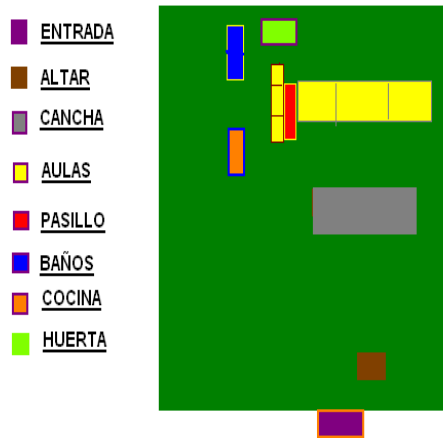 ENTRADA
ALTAR
CANCHA
AULAS
PASILLO
BAÑOS
COCINA
HUERTA